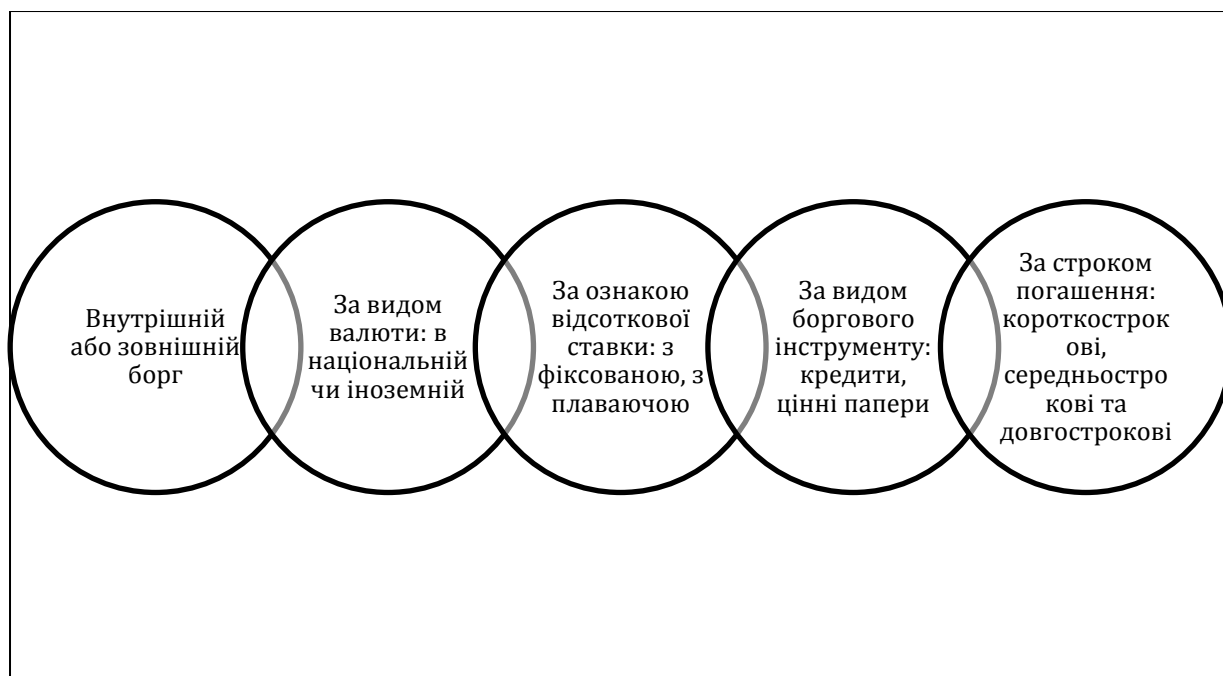 Внутрішній
або зовнішній
борг
За видом
валюти: в
національній
чи іноземній
За ознакою
відсоткової
ставки: з
фіксованою, з
плаваючою
За видом
боргового
інструменту:
кредити,
цінні папери
За строком
погашення:
короткострок
ові,
середньостро
кові та
довгострокові